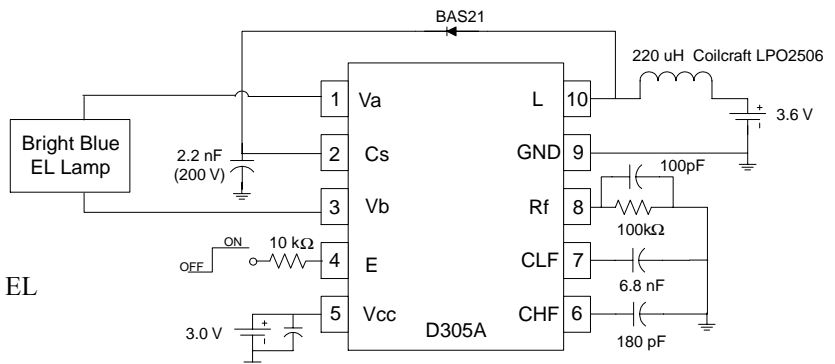 BAS21
220 uH Coilcraft LPO2506
1
Va
L
10
+
3.6 V
Bright Blue
EL Lamp
2.2 nF
(200 V)
2
Cs
GND
9
100pF
3
Vb
Rf
8
100kΩ
OFF
ON
10 kΩ
4
E
CLF
7
6.8 nF
EL
3.0 V
+
5
Vcc
CHF
6
180 pF
D305A